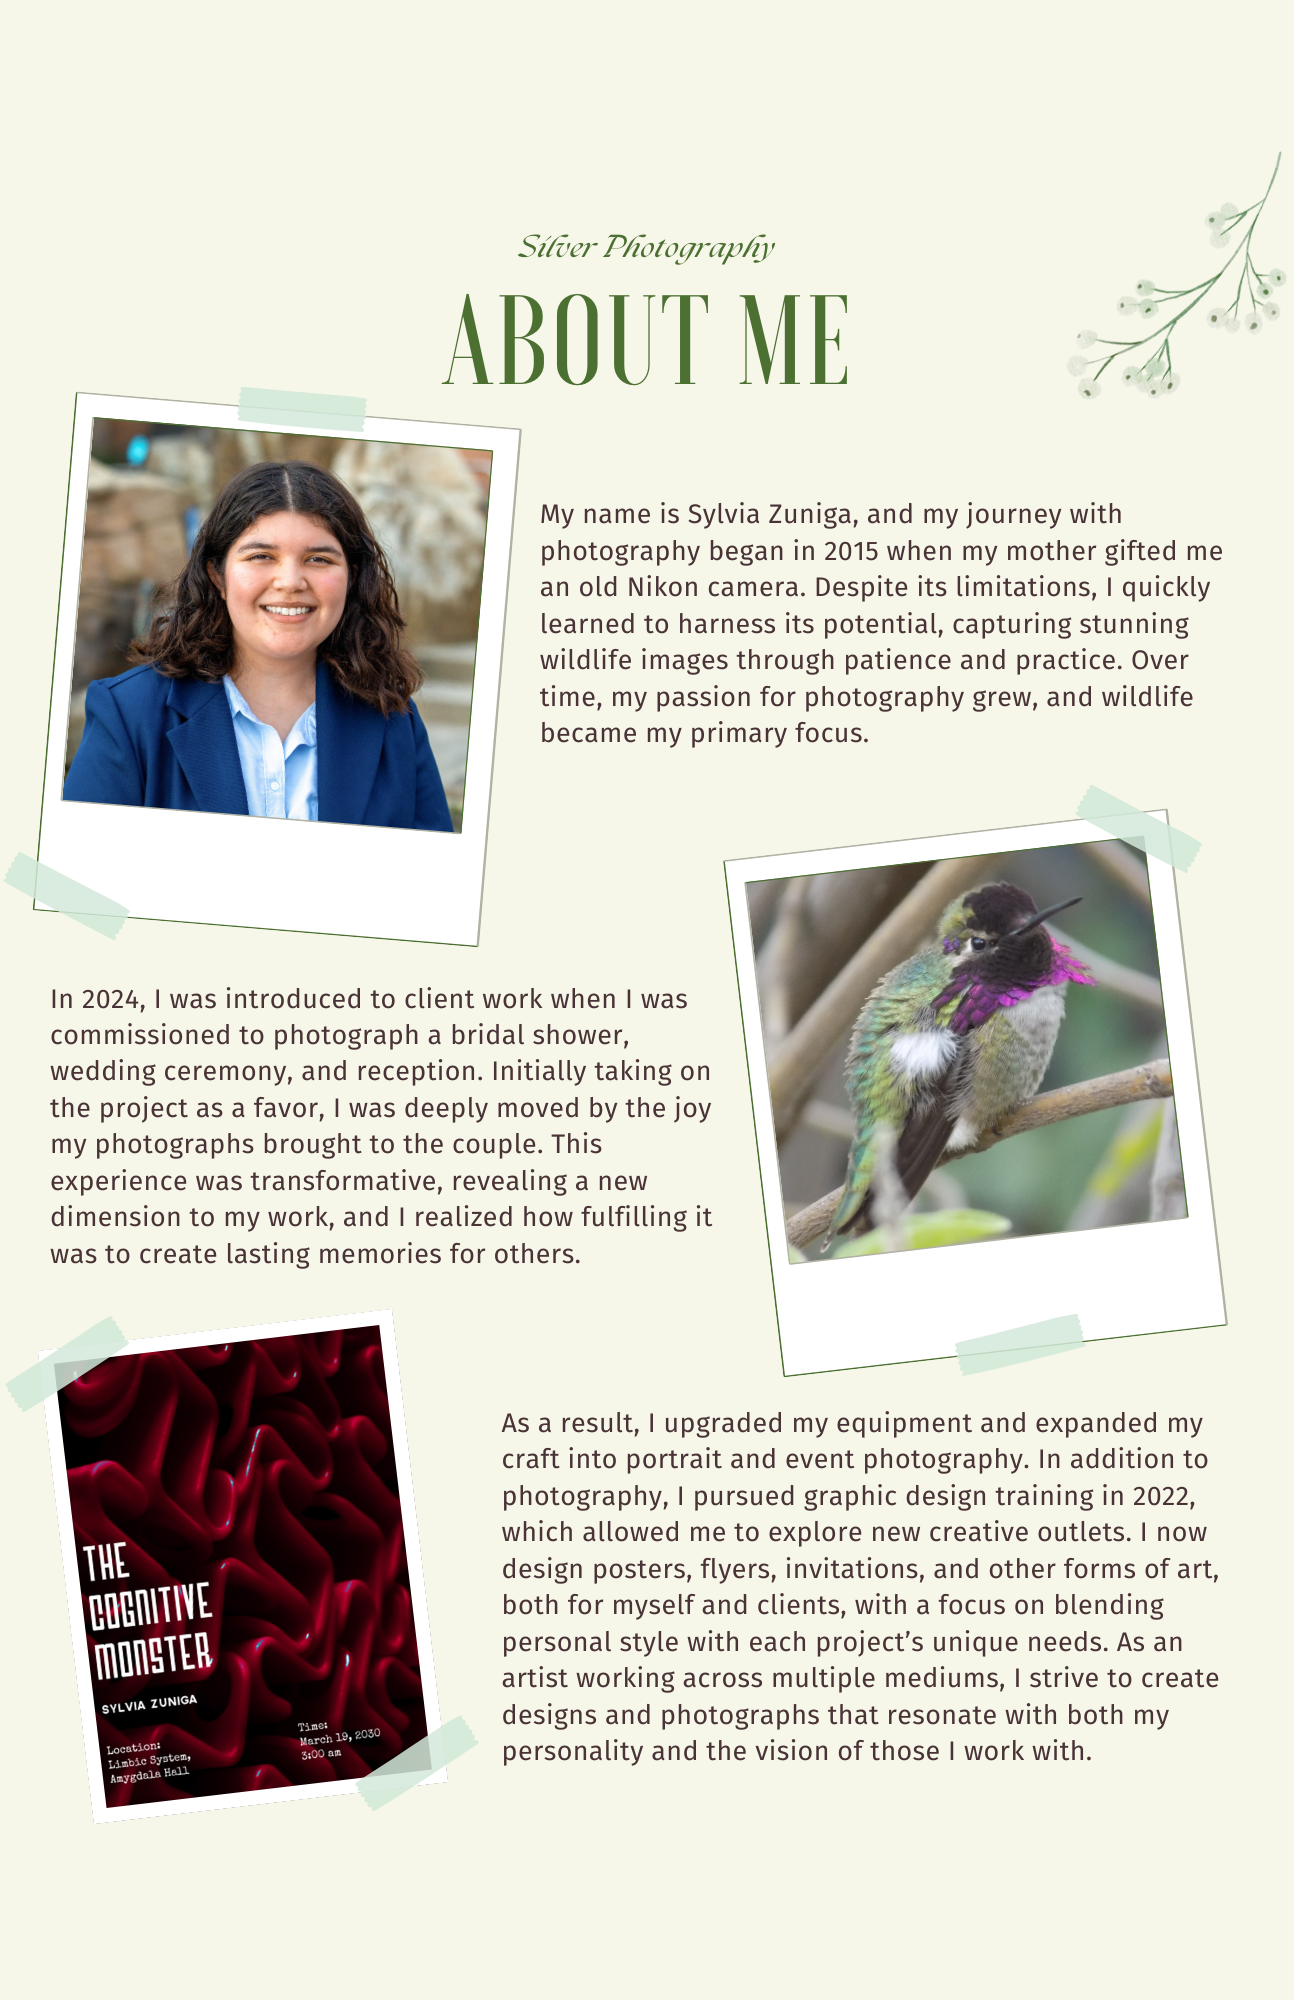 Silver Photography
ABOUT ME
My name is Sylvia Zuniga, and my journey with
photography began in 2015 when my mother gifted me
an old Nikon camera. Despite its limitations, I quickly
learned to harness its potential, capturing stunning
wildlife images through patience and practice. Over
time, my passion for photography grew, and wildlife
became my primary focus.
In 2024, I was introduced to client work when I was
commissioned to photograph a bridal shower,
wedding ceremony, and reception. Initially taking on
the project as a favor, I was deeply moved by the joy
my photographs brought to the couple. This
experience was transformative, revealing a new
dimension to my work, and I realized how fulfilling it
was to create lasting memories for others.
THE
COGNITIVE
MONSTER
SYLVIA ZUNIGA
Location:
Limbic System,
Amygdala Hall
Time:
March 19, 2030
3:00 am
As a result, I upgraded my equipment and expanded my
craft into portrait and event photography. In addition to
photography, I pursued graphic design training in 2022,
which allowed me to explore new creative outlets. I now
design posters, flyers, invitations, and other forms of art,
both for myself and clients, with a focus on blending
personal style with each project’s unique needs. As an
artist working across multiple mediums, I strive to create
designs and photographs that resonate with both my
personality and the vision of those I work with.